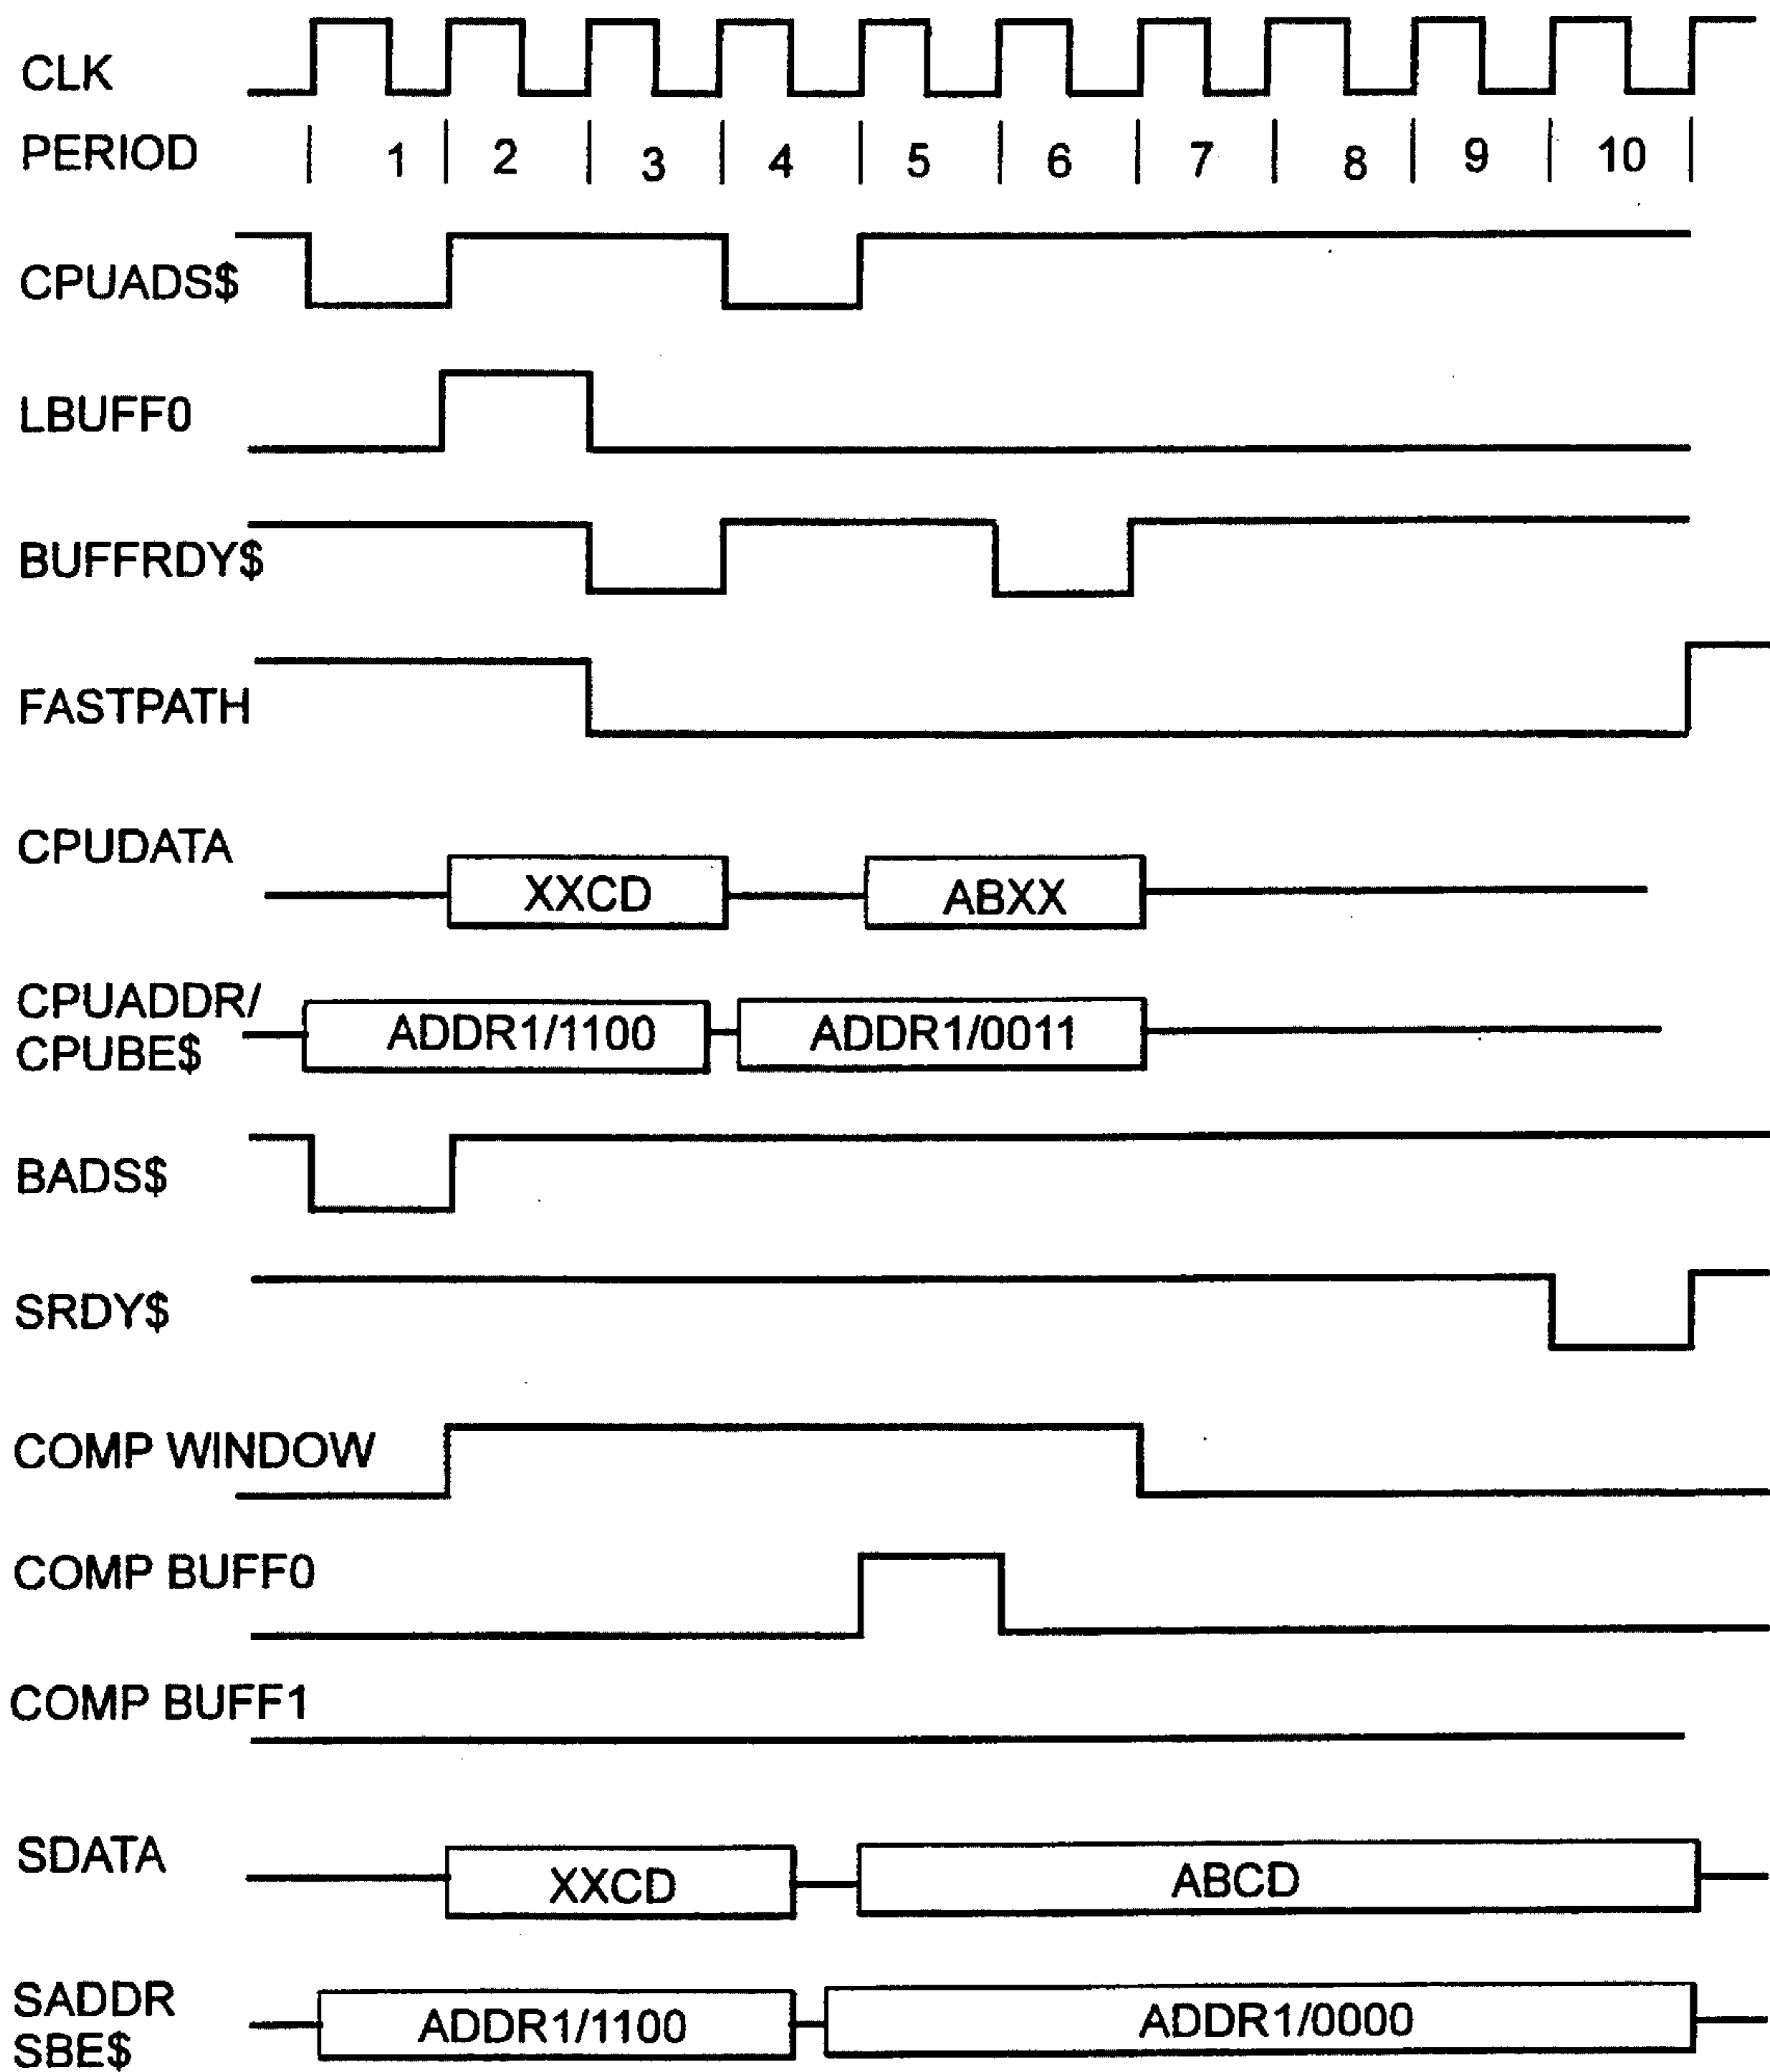 CLK
PERIOD 1 2 3 4 5 6 7 8 9 10
CPUADS$
LBUFF0
BUFFRDY$
FASTPATH
CPUDATA
XXCD ABXX
CPUADDR/
CPUBE$
ADDR1/1100 ADDR1/0011
BADS$
SRDY$
COMP WINDOW
COMP BUFF0
COMP BUFF1
SDATA
XXCD ABCD
SADDR
SBE$
ADDR1/1100 ADDR1/0000